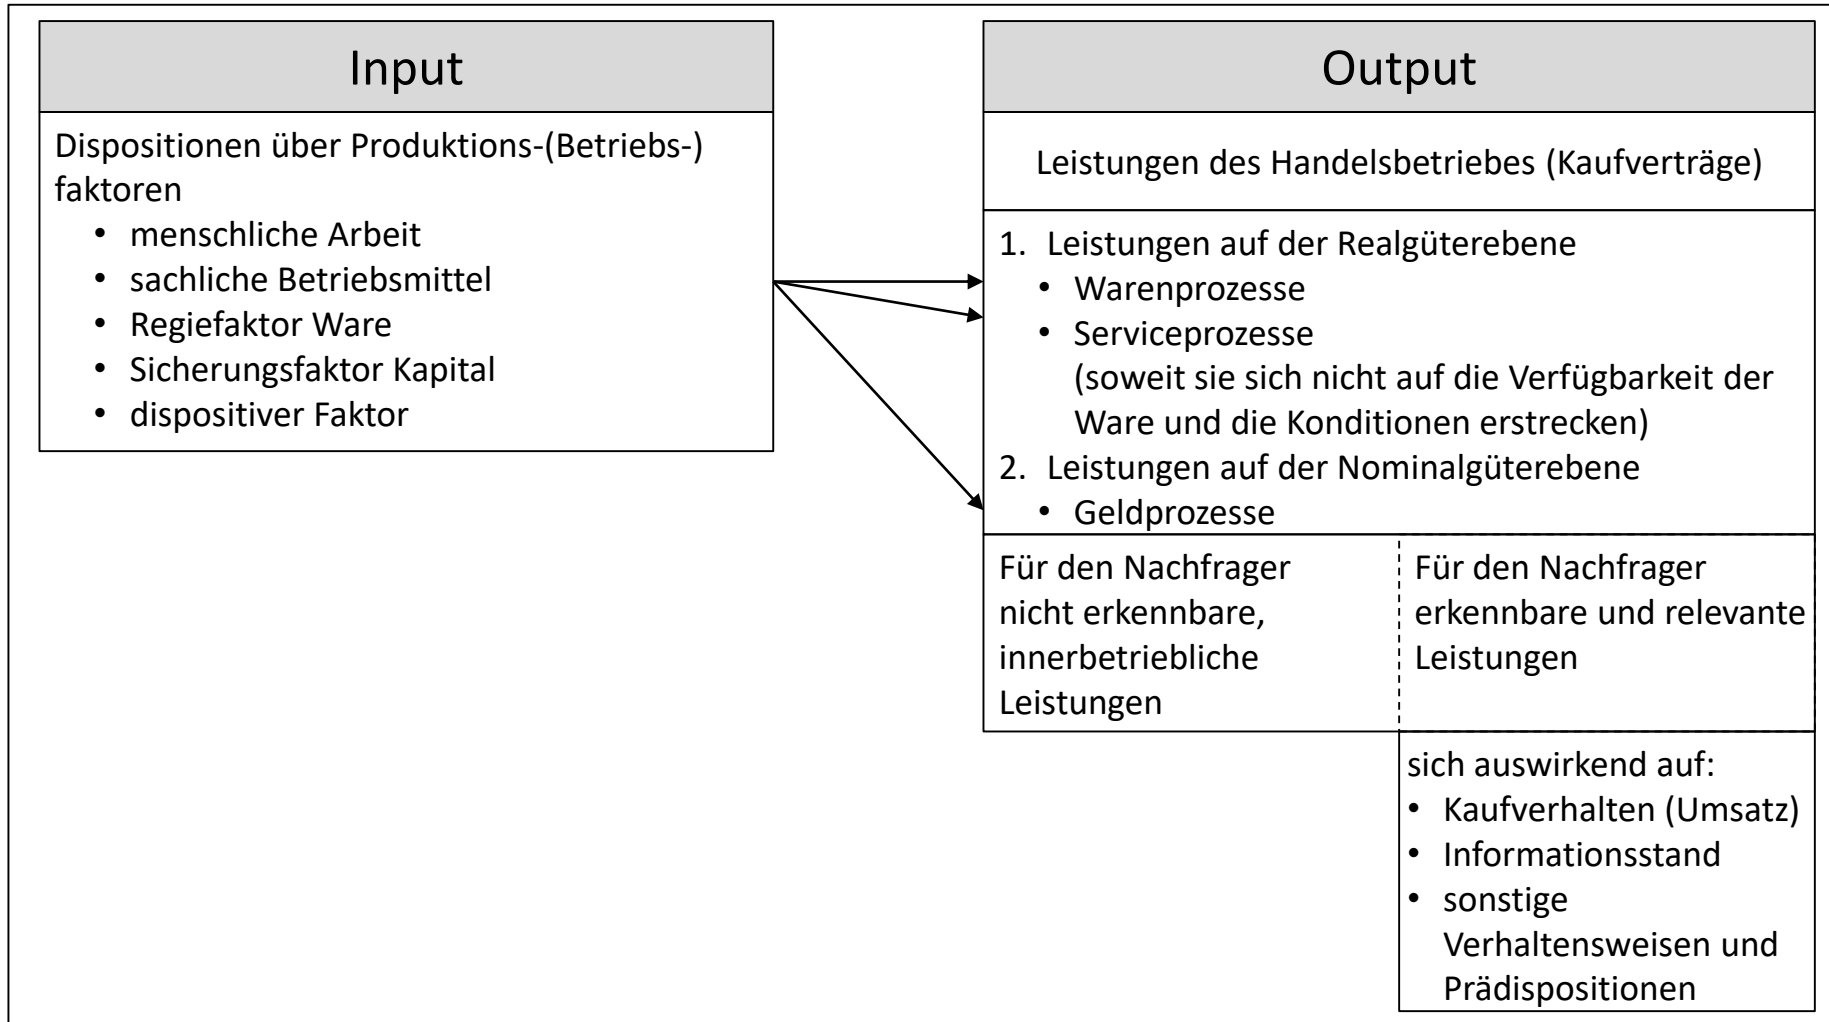 Input
Dispositionen über Produktions-(Betriebs-)
faktoren
• menschliche Arbeit
• sachliche Betriebsmittel
• Regiefaktor Ware
• Sicherungsfaktor Kapital
• dispositiver Faktor
Output
Leistungen des Handelsbetriebes (Kaufverträge)
1. Leistungen auf der Realgüterebene
• Warenprozesse
• Serviceprozesse
(soweit sie sich nicht auf die Verfügbarkeit der
Ware und die Konditionen erstrecken)
2. Leistungen auf der Nominalgüterebene
• Geldprozesse
Für den Nachfrager
nicht erkennbare,
innerbetriebliche
Leistungen
Für den Nachfrager
erkennbare und relevante
Leistungen
sich auswirkend auf:
• Kaufverhalten (Umsatz)
• Informationsstand
• sonstige
Verhaltensweisen und
Prädispositionen